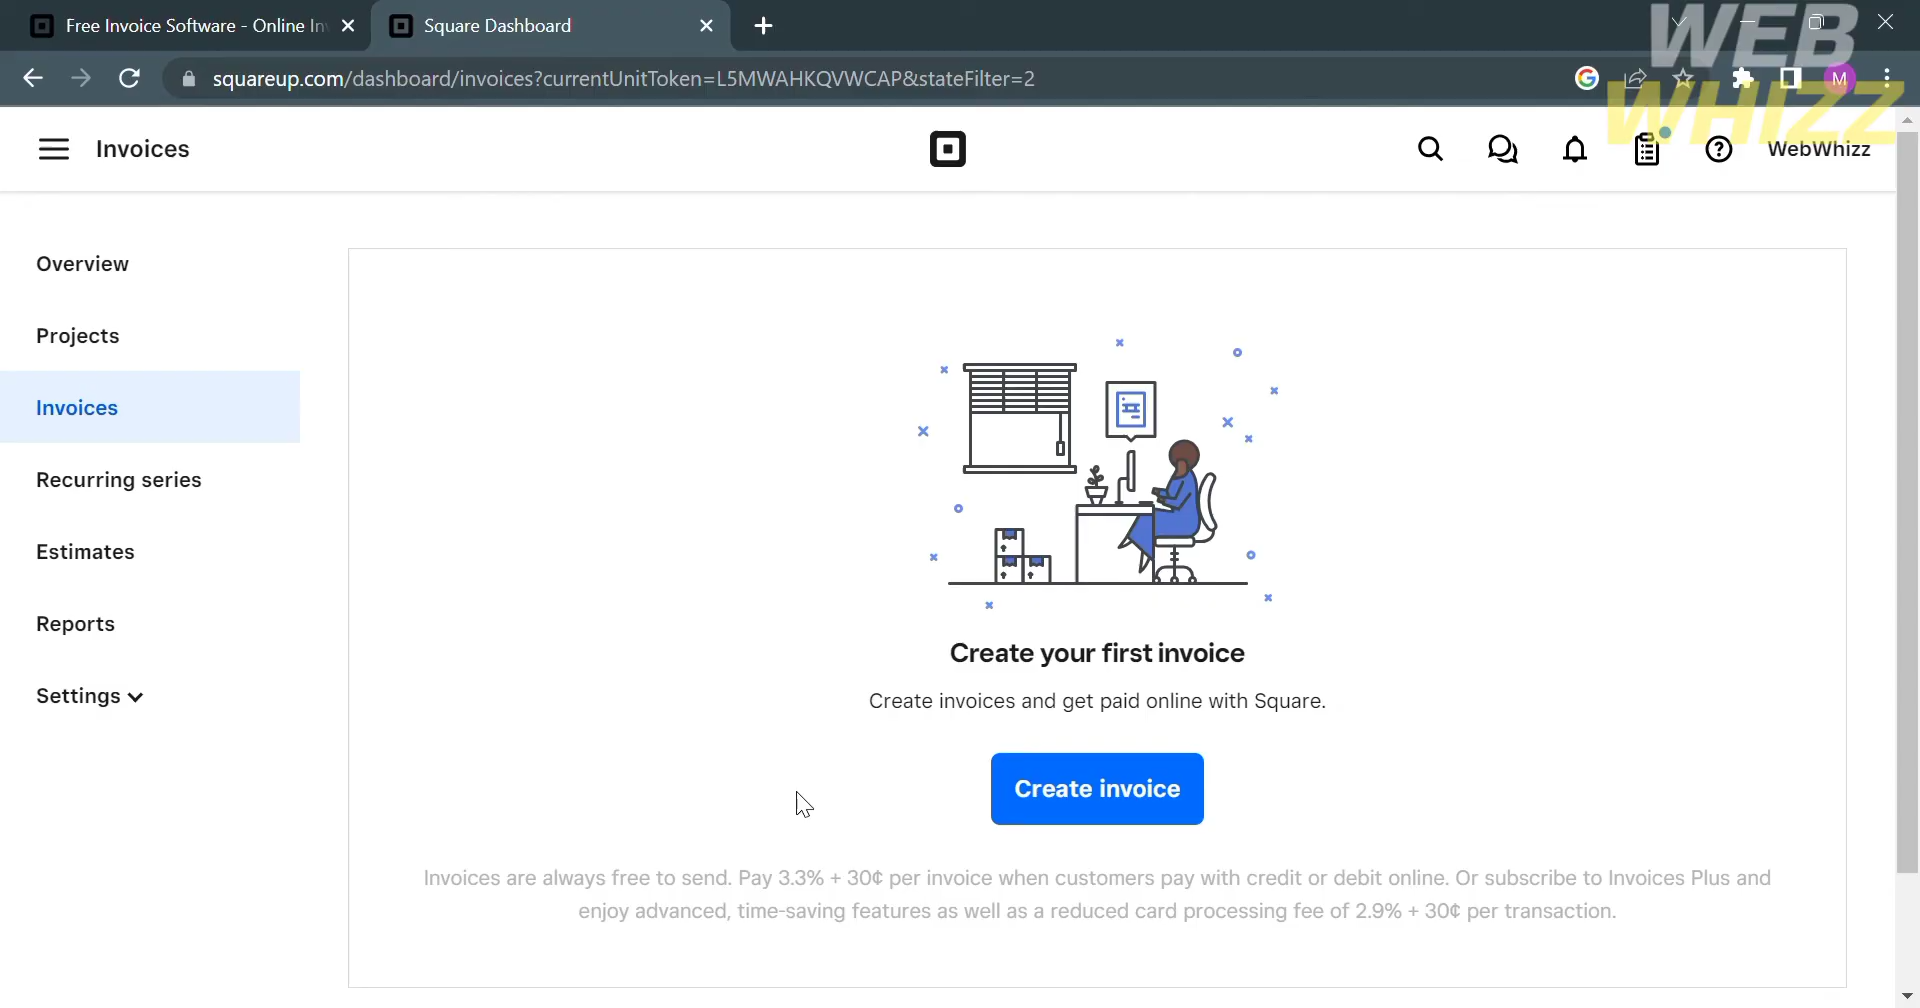 Free Invoice Software - Online In
Square Dashboard
squareup.com/dashboard/invoices?currentUnitToken=L5MWAHKQVWCAP&stateFilter=2
M
WEB
WHIZZ
Invoices
WebWhizz
Overview
Projects
Invoices
Recurring series
Estimates
Reports
Settings
Create your first invoice
Create invoices and get paid online with Square.
Create invoice
Invoices are always free to send. Pay 3.3% + 30¢ per invoice when customers pay with credit or debit online. Or subscribe to Invoices Plus and
enjoy advanced, time-saving features as well as a reduced card processing fee of 2.9% + 30¢ per transaction.